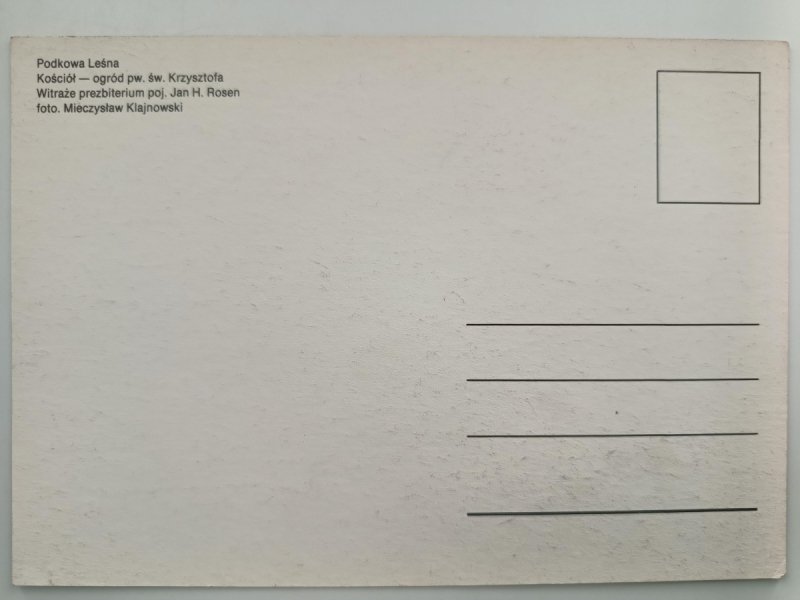 Podkowa Leśna
Kościół — ogród pw. św. Krzysztofa
Witraże prezbiterium poj. Jan H. Rosen
foto. Mieczysław Klajnowski